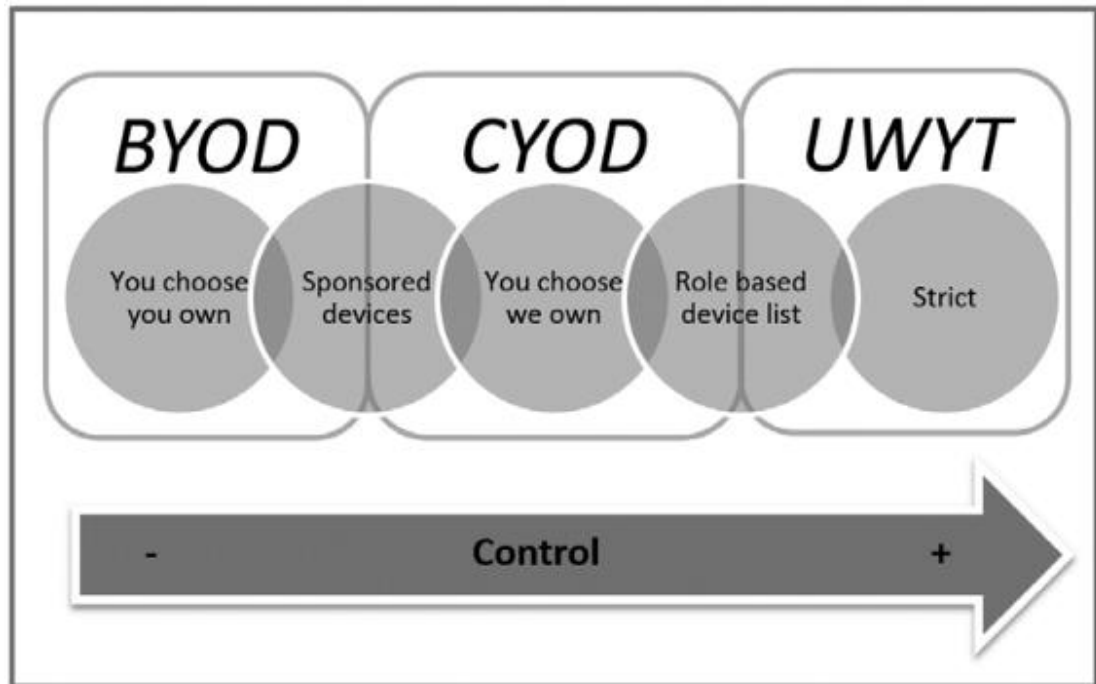 BYOD
CYOD
UWYT
You choose
you own
Sponsored
devices
You choose
we own
Role based
device list
Strict
- Control +